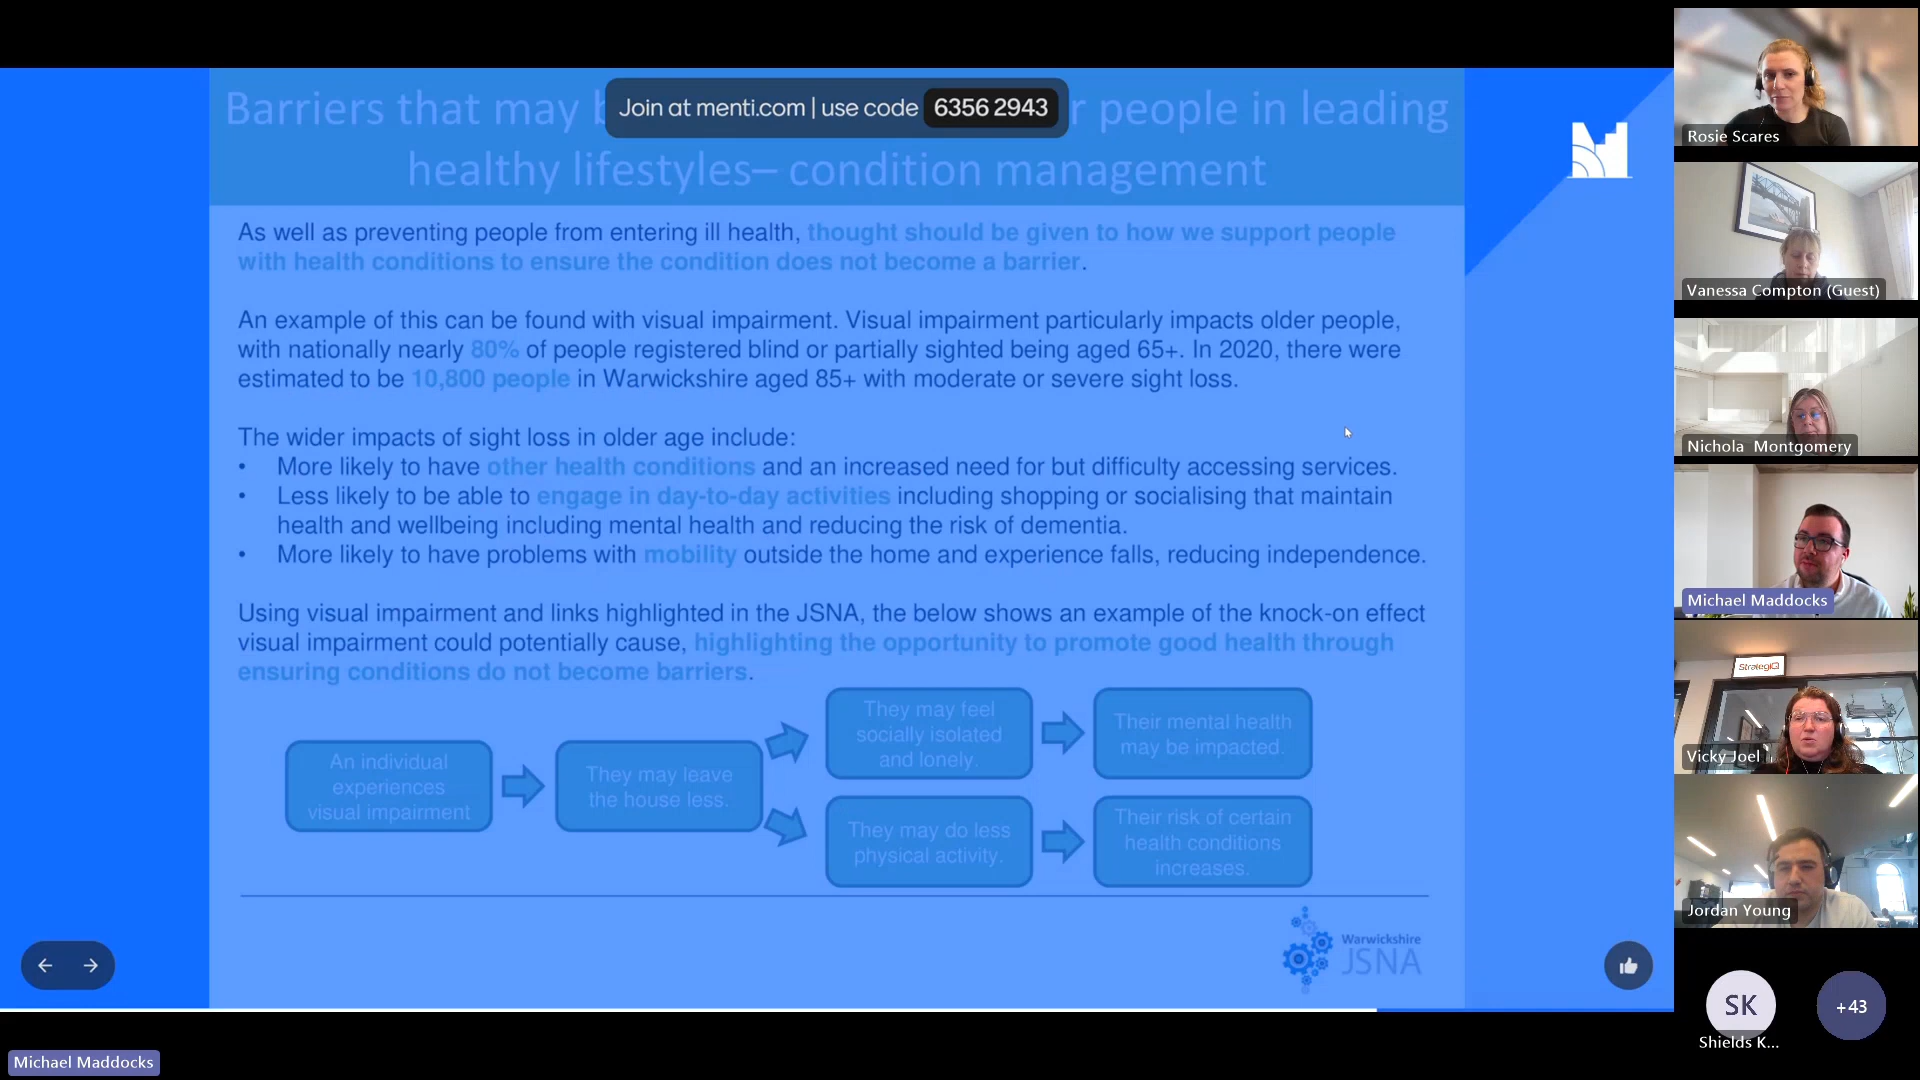 Join at menti.com | use code 6356 2943
Barriers that may r people in leading
healthy lifestyles– condition management
As well as preventing people from entering ill health, thought should be given to how we support people
with health conditions to ensure the condition does not become a barrier.
An example of this can be found with visual impairment. Visual impairment particularly impacts older people,
with nationally nearly 80% of people registered blind or partially sighted being aged 65+. In 2020, there were
estimated to be 10,800 people in Warwickshire aged 85+ with moderate or severe sight loss.
The wider impacts of sight loss in older age include:
• More likely to have other health conditions and an increased need for but difficulty accessing services.
• Less likely to be able to engage in day-to-day activities including shopping or socialising that maintain
health and wellbeing including mental health and reducing the risk of dementia.
• More likely to have problems with mobility outside the home and experience falls, reducing independence.
Using visual impairment and links highlighted in the JSNA, the below shows an example of the knock-on effect
visual impairment could potentially cause, highlighting the opportunity to promote good health through
ensuring conditions do not become barriers.
An individual
experiences
visual impairment
They may leave
the house less.
They may feel
socially isolated
and lonely.
Their mental health
may be impacted.
They may do less
physical activity.
Their risk of certain
health conditions
increases.
Warwickshire
JSNA
Michael Maddocks
Rosie Scares
Vanessa Compton (Guest)
Nichola Montgomery
Michael Maddocks
StrategiQ
Vicky Joel
Jordan Young
SK
Shields K...
+43